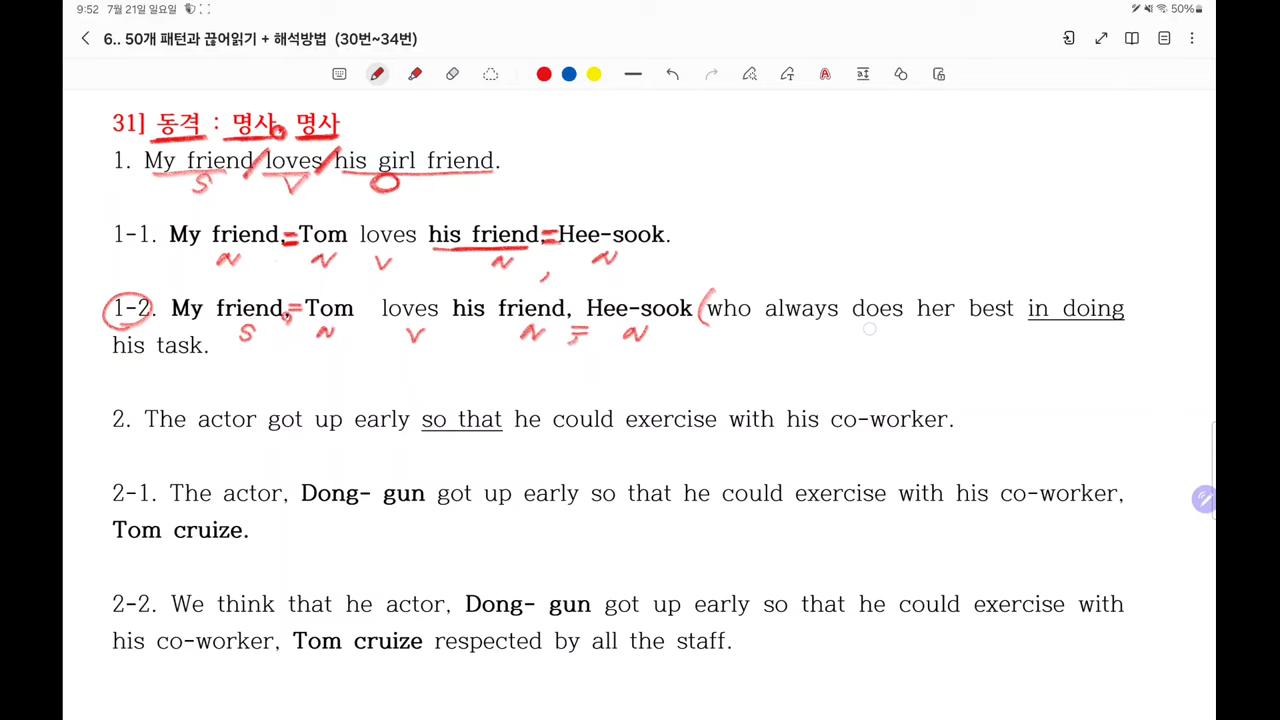 9:52 7월 21일 일요일
50%
6.. 50개 패턴과 끊어읽기 + 해석방법 (30번~34번)
31] 동격 : 명사, 명사
1. My friend / loves / his girl friend.
S V O
1-1. My friend, = Tom loves his friend, = Hee-sook.
N N V N , N
1-2. My friend, = Tom loves his friend, Hee-sook ( who always does her best in doing
S N V N = N
his task.
2. The actor got up early so that he could exercise with his co-worker.
2-1. The actor, Dong- gun got up early so that he could exercise with his co-worker,
Tom cruize.
2-2. We think that he actor, Dong- gun got up early so that he could exercise with
his co-worker, Tom cruize respected by all the staff.